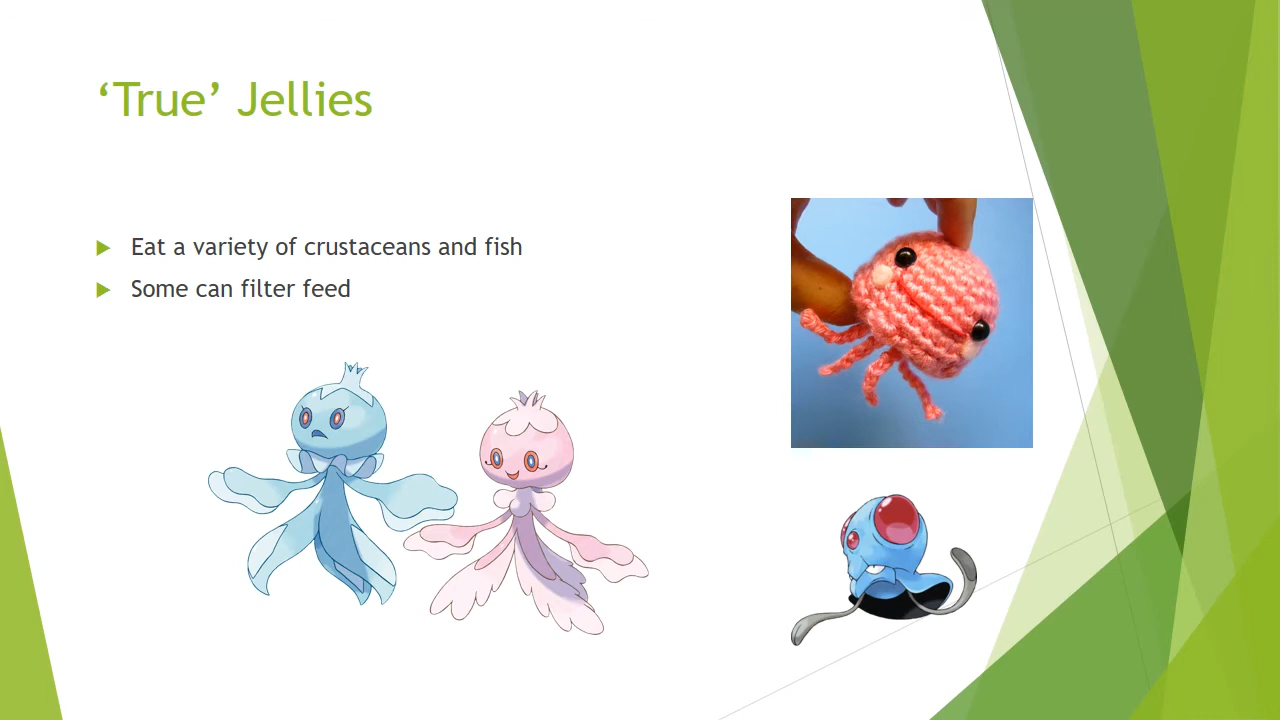 ‘True’ Jellies
Eat a variety of crustaceans and fish
Some can filter feed